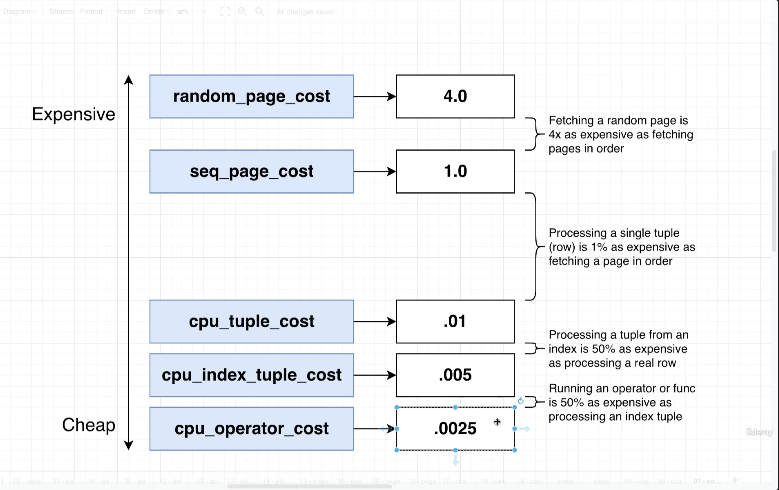 Diagram Shapes Format Insert Delete All changes saved
random_page_cost
4.0
Expensive
Fetching a random page is
4x as expensive as fetching
pages in order
seq_page_cost
1.0
Processing a single tuple
(row) is 1% as expensive as
fetching a page in order
cpu_tuple_cost
.01
Processing a tuple from an
index is 50% as expensive
as processing a real row
cpu_index_tuple_cost
.005
Running an operator or func
is 50% as expensive as
processing an index tuple
Cheap
cpu_operator_cost
.0025
Udemy